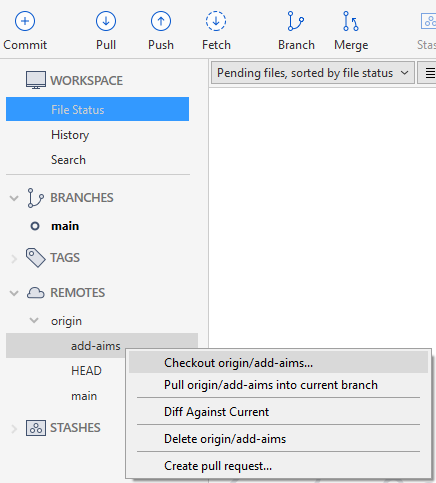 Commit Pull Push Fetch Branch Merge Stas
WORKSPACE
Pending files, sorted by file status
File Status
History
Search
BRANCHES
main
TAGS
REMOTES
origin
add-aims
HEAD
main
STASHES
Checkout origin/add-aims...
Pull origin/add-aims into current branch
Diff Against Current
Delete origin/add-aims
Create pull request...